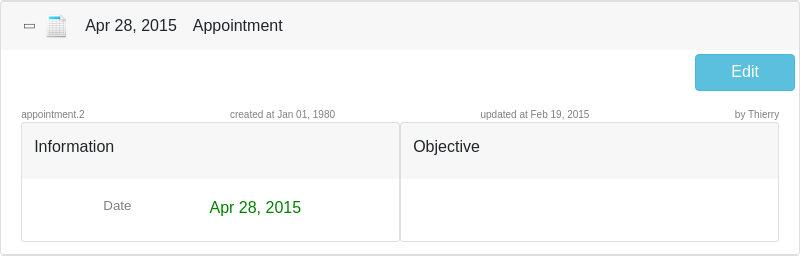 Apr 28, 2015 Appointment
Edit
appointment.2 created at Jan 01, 1980 updated at Feb 19, 2015 by Thierry
Information Objective
Date Apr 28, 2015